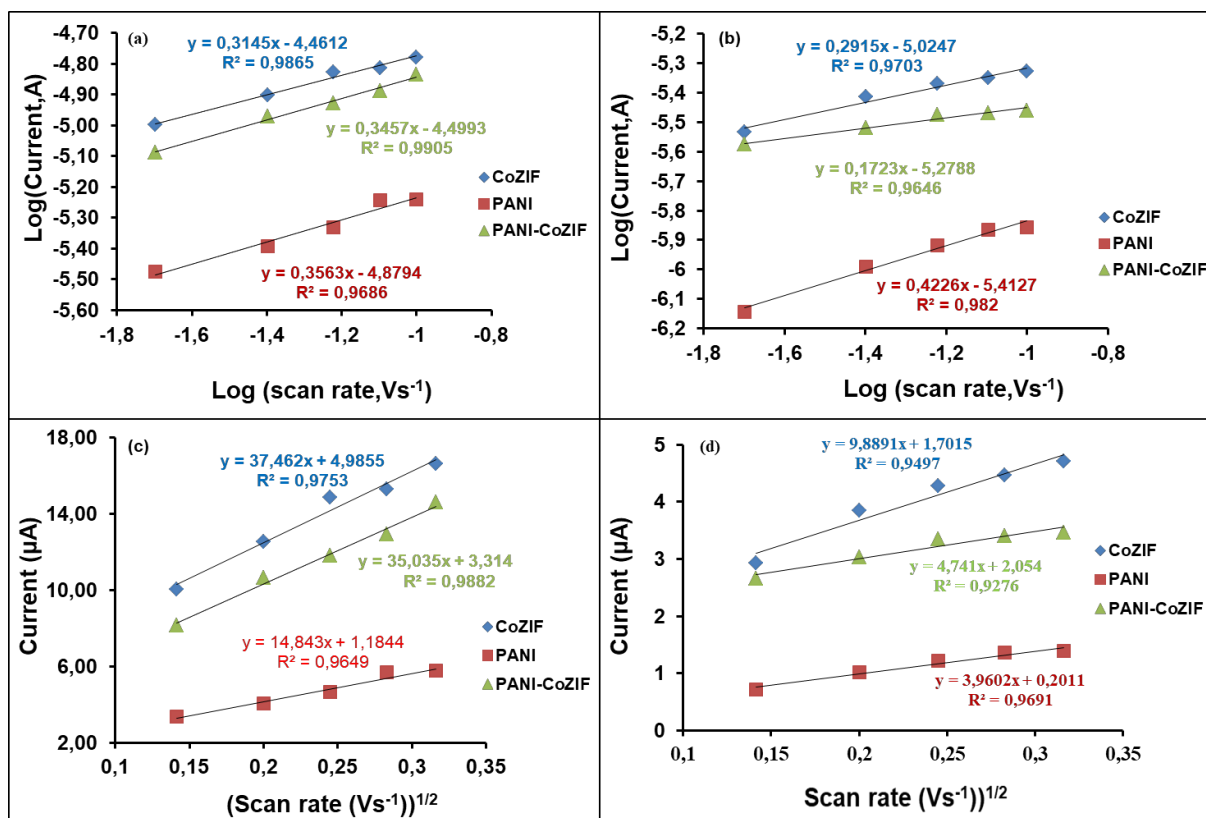 (a)
y = 0,3145x - 4,4612
R² = 0,9865
y = 0,3457x - 4,4993
R² = 0,9905
y = 0,3563x - 4,8794
R² = 0,9686
-4,70
-4,80
-4,90
-5,00
-5,10
-5,20
-5,30
-5,40
-5,50
-5,60
Log(Current,A)
-1,8
-1,6
-1,4
-1,2
-1
-0,8
Log (scan rate,Vs⁻¹)
CoZIF
PANI
PANI-CoZIF
(b)
y = 0,2915x - 5,0247
R² = 0,9703
y = 0,1723x - 5,2788
R² = 0,9646
y = 0,4226x - 5,4127
R² = 0,982
-5,2
-5,3
-5,4
-5,5
-5,6
-5,7
-5,8
-5,9
-6
-6,1
-6,2
Log(Current,A)
-1,8
-1,6
-1,4
-1,2
-1
-0,8
Log (scan rate,Vs⁻¹)
CoZIF
PANI
PANI-CoZIF
(c)
y = 37,462x + 4,9855
R² = 0,9753
y = 35,035x + 3,314
R² = 0,9882
y = 14,843x + 1,1844
R² = 0,9649
18,00
14,00
10,00
6,00
2,00
Current (µA)
0,1
0,15
0,2
0,25
0,3
0,35
(Scan rate (Vs⁻¹))¹/²
CoZIF
PANI
PANI-CoZIF
(d)
y = 9,8891x + 1,7015
R² = 0,9497
y = 4,741x + 2,054
R² = 0,9276
y = 3,9602x + 0,2011
R² = 0,9691
5
4
3
2
1
0
Current (µA)
0,1
0,15
0,2
0,25
0,3
0,35
Scan rate (Vs⁻¹))¹/²
CoZIF
PANI
PANI-CoZIF